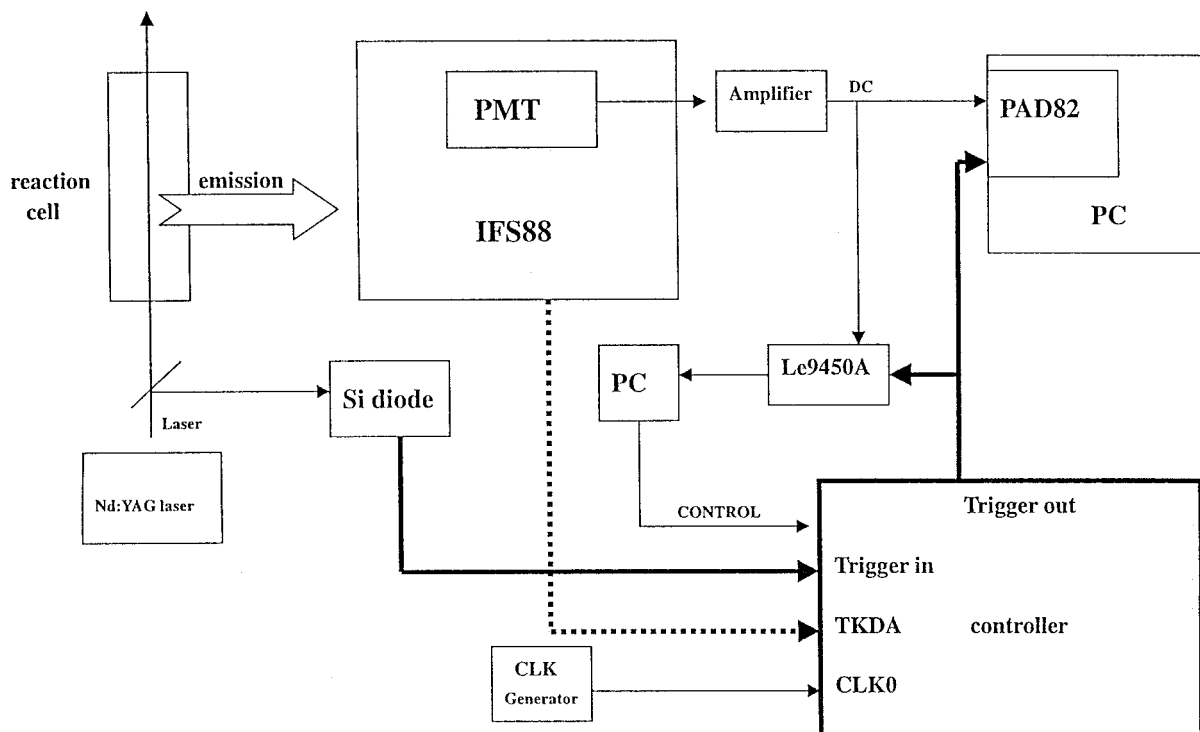 reaction
cell
emission
PMT
IFS88
Amplifier
DC
PAD82
PC
Laser
Nd:YAG laser
Si diode
PC
Le9450A
CONTROL
Trigger out
Trigger in
TKDA
controller
CLK
Generator
CLK0